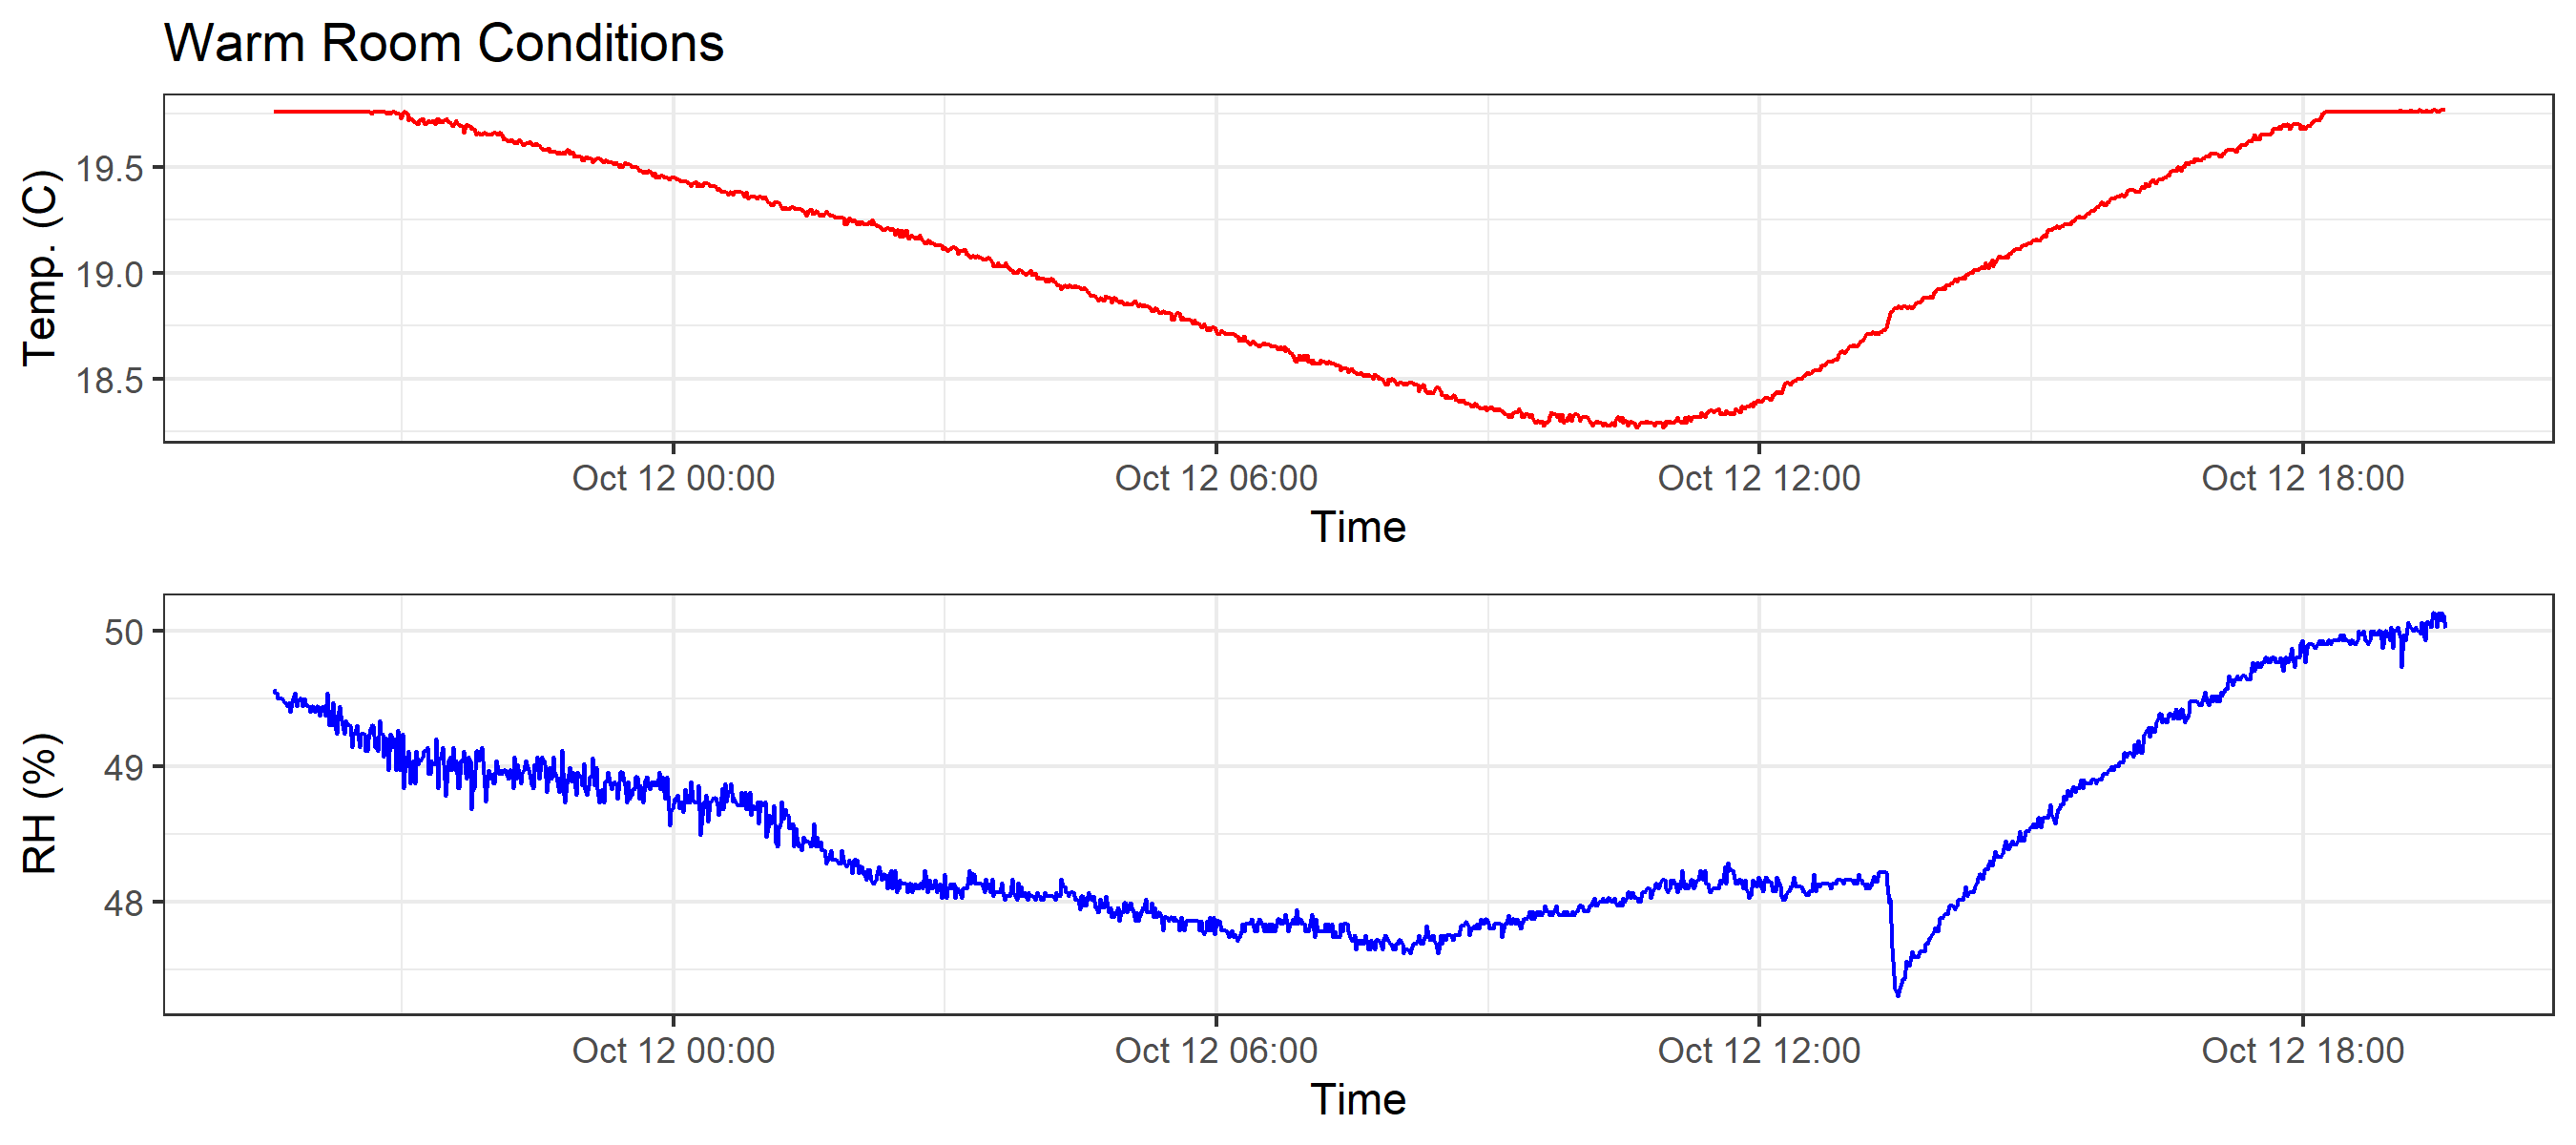 Warm Room Conditions
Temp. (C)
19.5
19.0
18.5
Oct 12 00:00 Oct 12 06:00 Oct 12 12:00 Oct 12 18:00
Time
RH (%)
50
49
48
Oct 12 00:00 Oct 12 06:00 Oct 12 12:00 Oct 12 18:00
Time